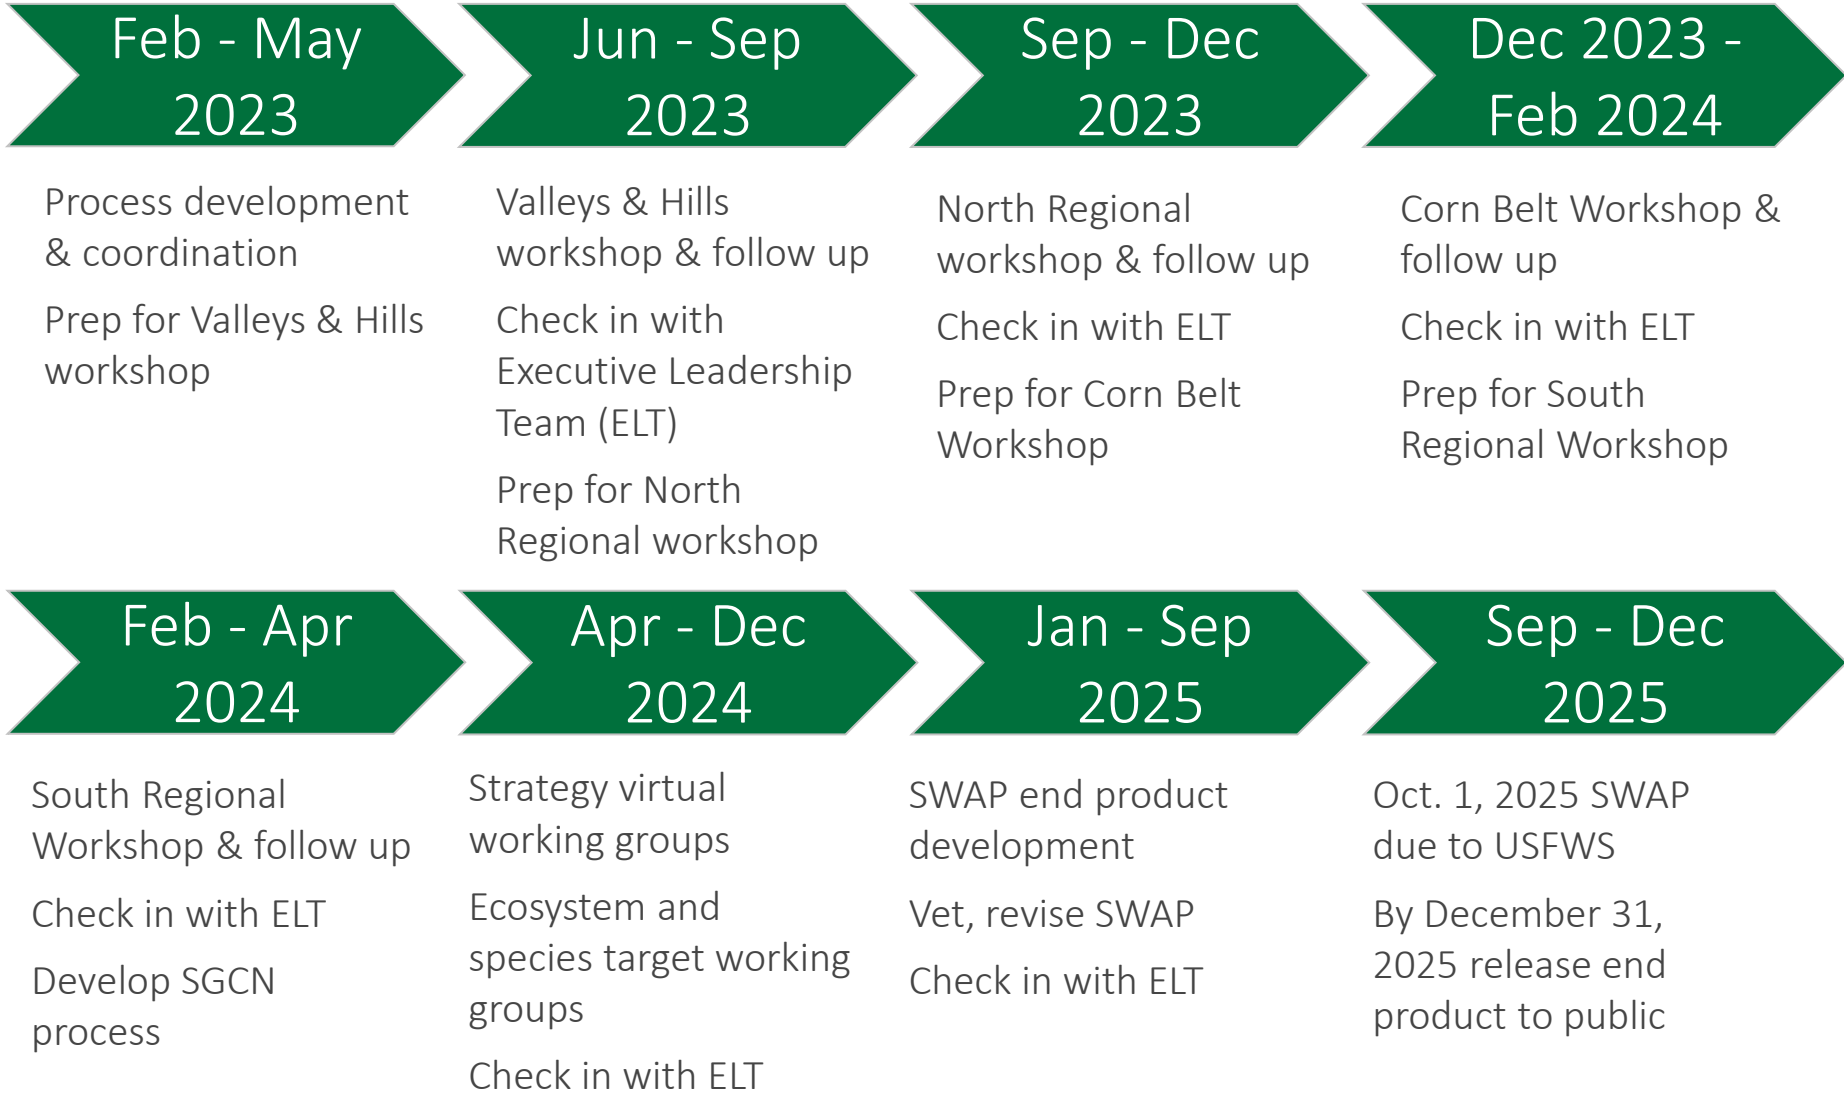 Feb - May
2023
Process development
& coordination
Prep for Valleys & Hills
workshop
Jun - Sep
2023
Valleys & Hills
workshop & follow up
Check in with
Executive Leadership
Team (ELT)
Prep for North
Regional workshop
Sep - Dec
2023
North Regional
workshop & follow up
Check in with ELT
Prep for Corn Belt
Workshop
Dec 2023 -
Feb 2024
Corn Belt Workshop &
follow up
Check in with ELT
Prep for South
Regional Workshop
Feb - Apr
2024
South Regional
Workshop & follow up
Check in with ELT
Develop SGCN
process
Apr - Dec
2024
Strategy virtual
working groups
Ecosystem and
species target working
groups
Check in with ELT
Jan - Sep
2025
SWAP end product
development
Vet, revise SWAP
Check in with ELT
Sep - Dec
2025
Oct. 1, 2025 SWAP
due to USFWS
By December 31,
2025 release end
product to public